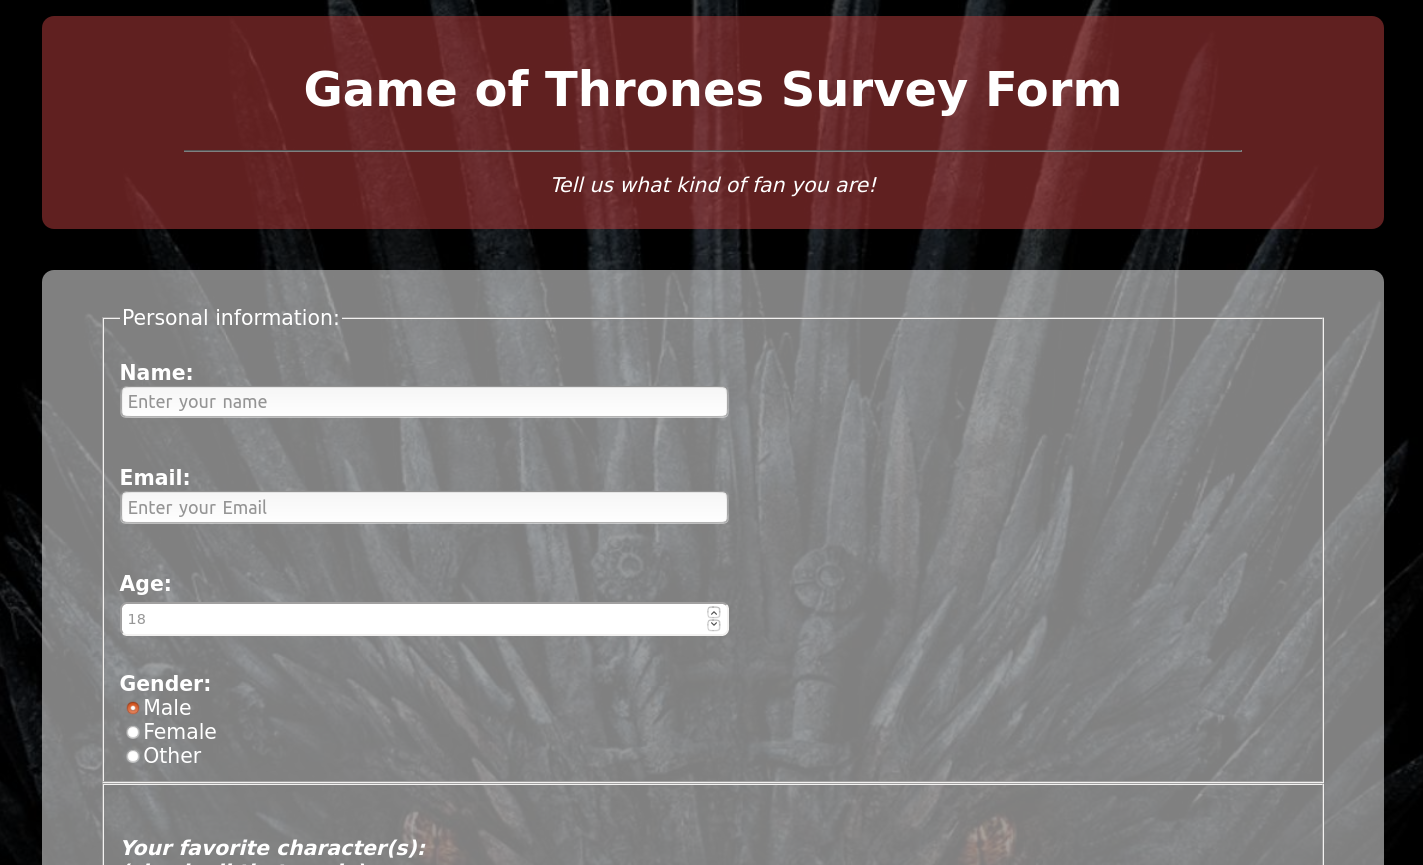 Game of Thrones Survey Form
Tell us what kind of fan you are!
Personal information:
Name:
Enter your name
Email:
Enter your Email
Age:
18
Gender:
Male
Female
Other
Your favorite character(s):